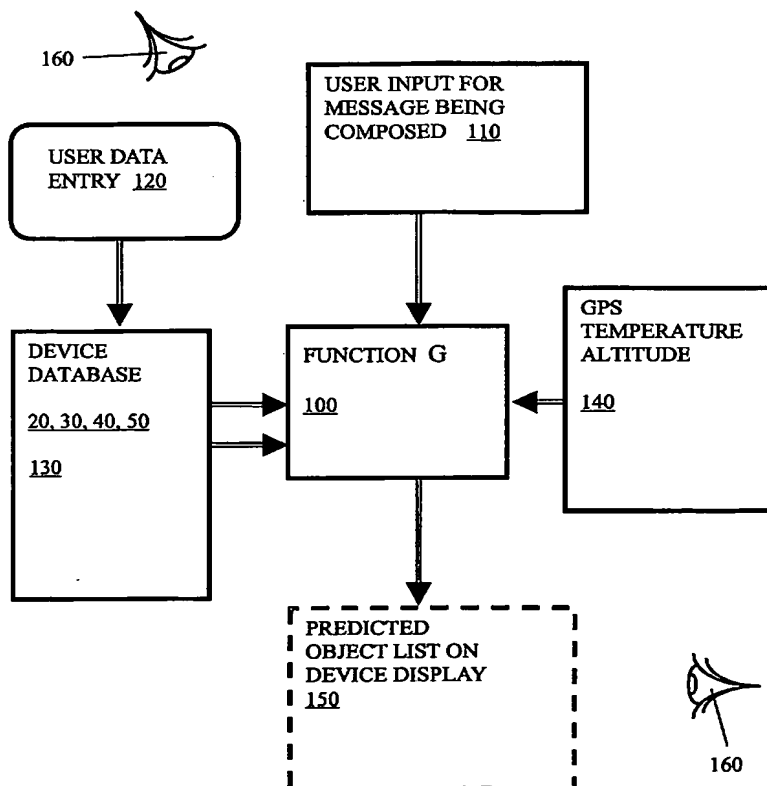 160
USER INPUT FOR
MESSAGE BEING
COMPOSED 110
USER DATA
ENTRY 120
DEVICE
DATABASE
20, 30, 40, 50
130
FUNCTION G
100
GPS
TEMPERATURE
ALTITUDE
140
PREDICTED
OBJECT LIST ON
DEVICE DISPLAY
150
160